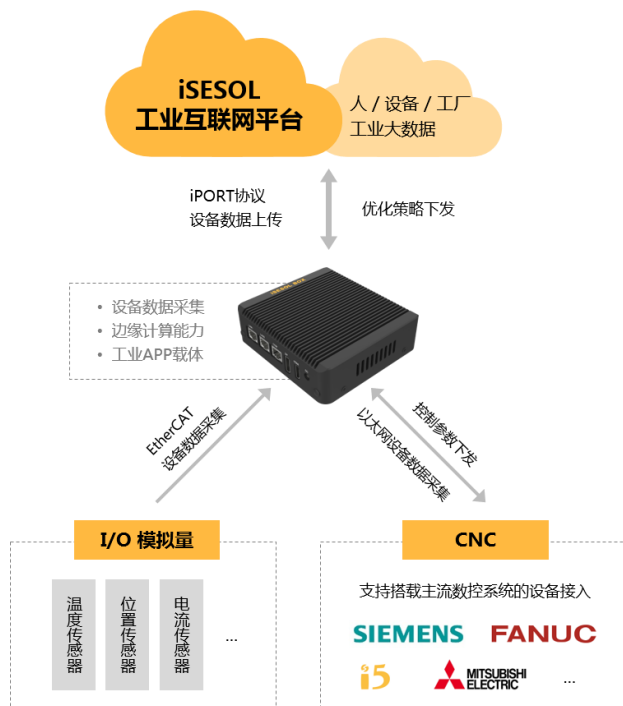 iSESOL
工业互联网平台
人 / 设备 / 工厂
工业大数据
iPORT协议
设备数据上传
优化策略下发
iSESOL BOX
• 设备数据采集
• 边缘计算能力
• 工业APP载体
EtherCAT
设备数据采集
控制参数下发
以太网设备数据采集
I/O 模拟量
温度传感器
位置传感器
电流传感器
...
CNC
支持搭载主流数控系统的设备接入
SIEMENS
FANUC
i5
MITSUBISHI
ELECTRIC
...